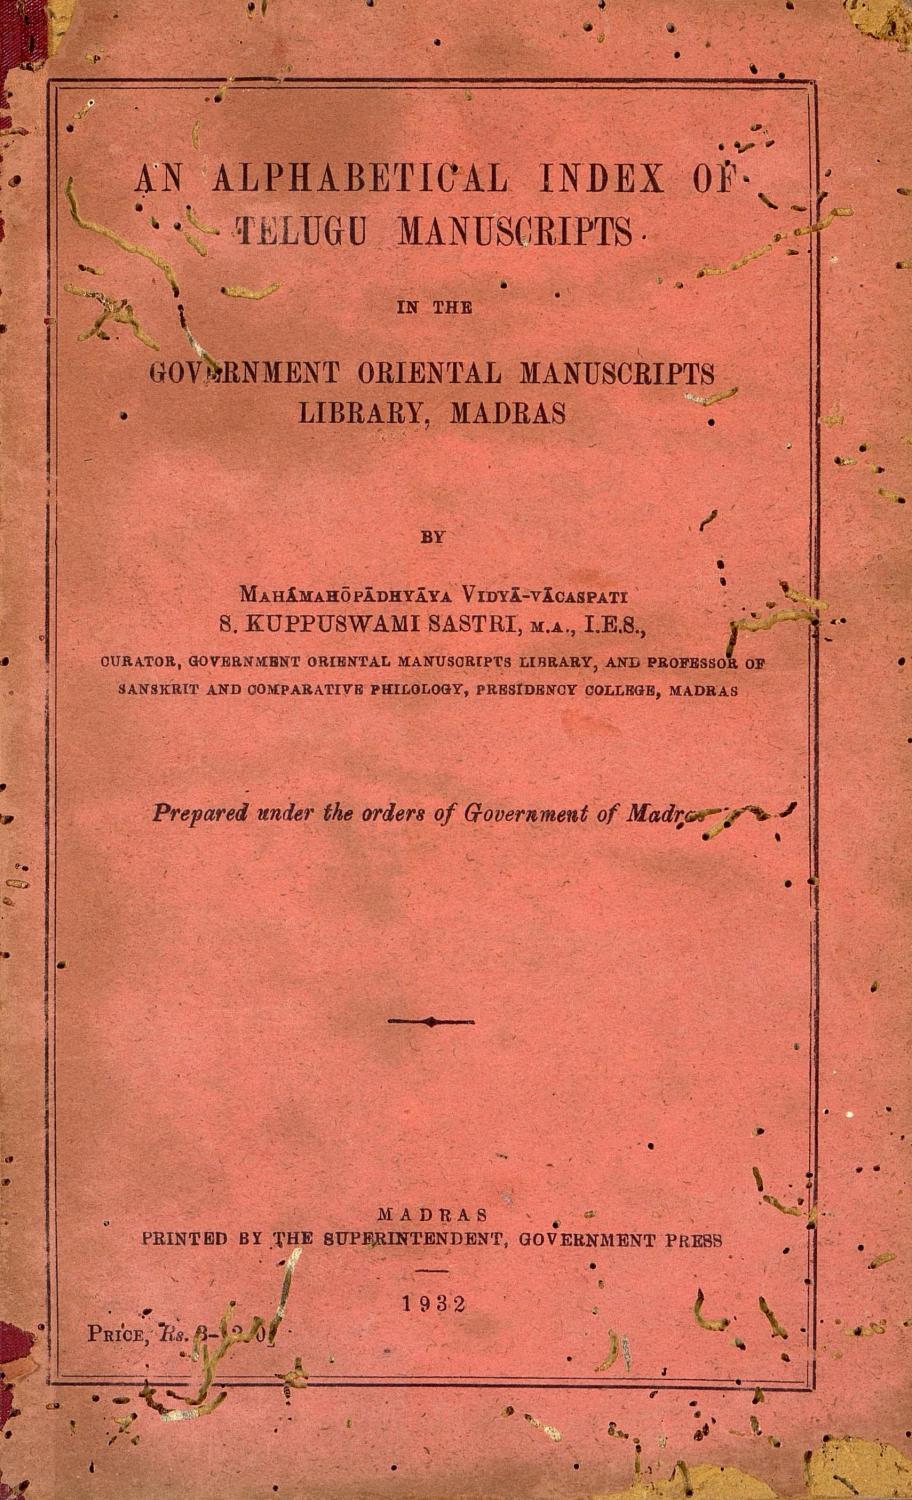 AN ALPHABETICAL INDEX OF
TELUGU MANUSCRIPTS
IN THE
GOVERNMENT ORIENTAL MANUSCRIPTS
LIBRARY, MADRAS
BY
MAHĀMAHŌPĀDHYĀYA VIDYĀ-VĀCASPATI
S. KUPPUSWAMI SASTRI, M.A., I.E.S.,
CURATOR, GOVERNMENT ORIENTAL MANUSCRIPTS LIBRARY, AND PROFESSOR OF
SANSKRIT AND COMPARATIVE PHILOLOGY, PRESIDENCY COLLEGE, MADRAS
Prepared under the orders of Government of
MADRAS
PRINTED BY THE SUPERINTENDENT, GOVERNMENT PRESS
1932
PRICE, Rs.